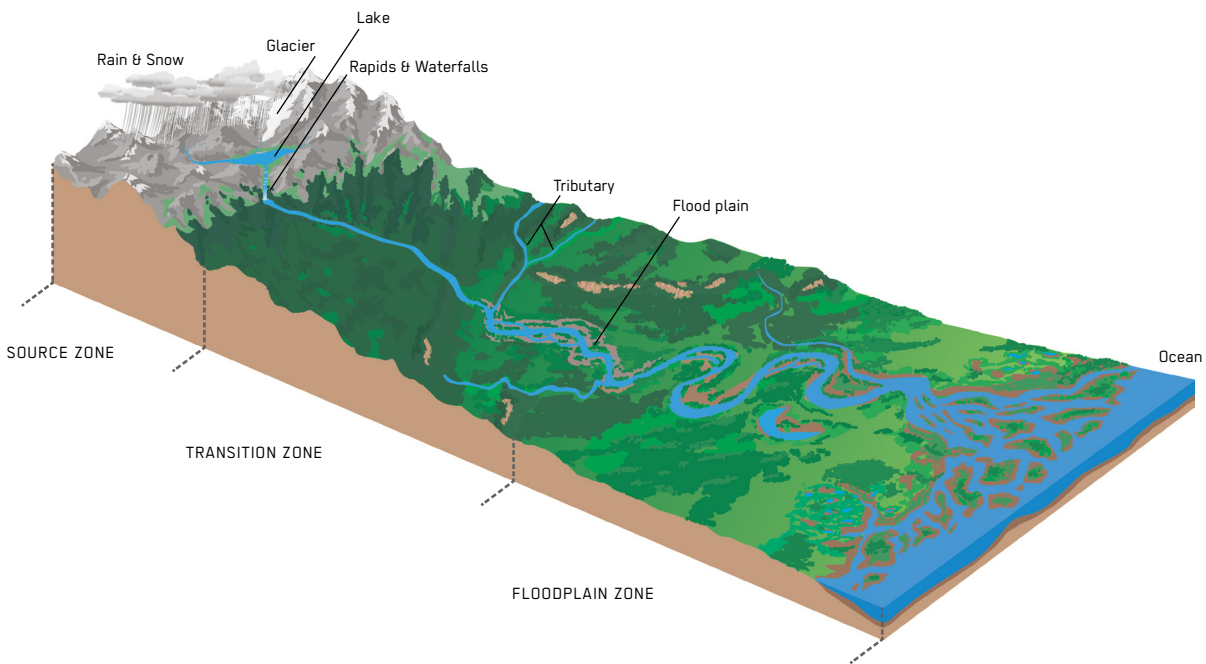 Lake
Glacier
Rain & Snow
Rapids & Waterfalls
Tributary
Flood plain
Ocean
SOURCE ZONE
TRANSITION ZONE
FLOODPLAIN ZONE